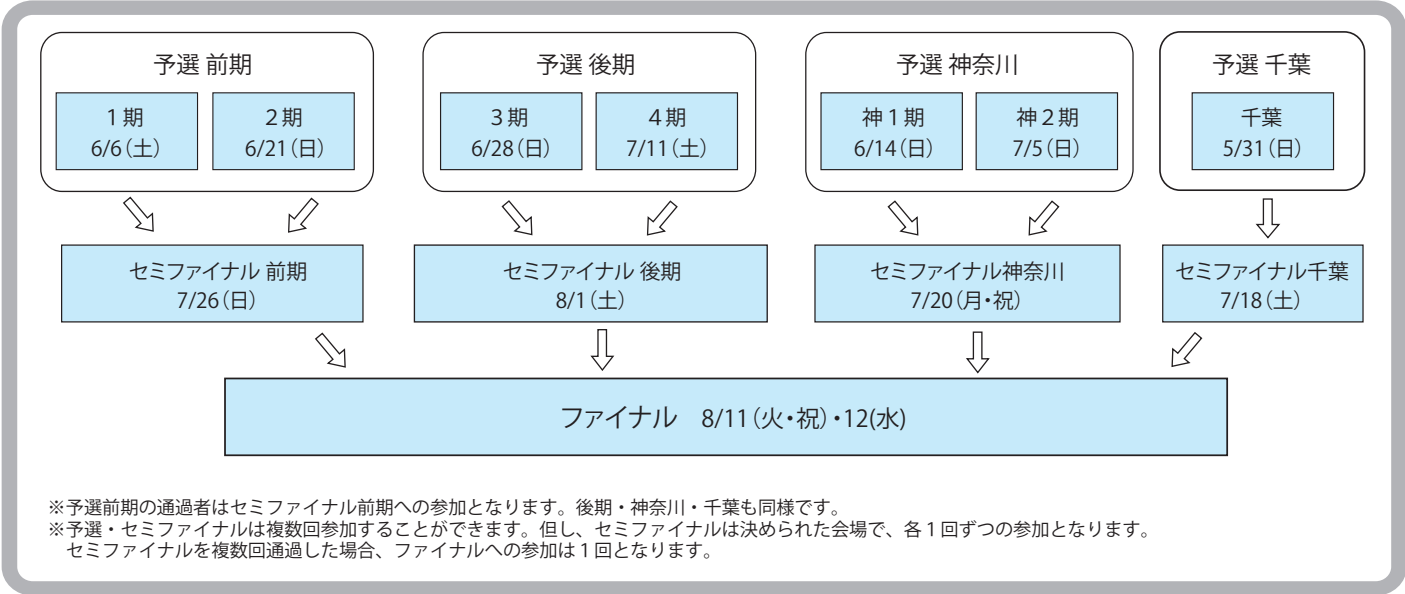 予選 前期
1期
6/6(土)
2期
6/21(日)
予選 後期
3期
6/28(日)
4期
7/11(土)
予選 神奈川
神1期
6/14(日)
神2期
7/5(日)
予選 千葉
千葉
5/31(日)
セミファイナル 前期
7/26(日)
セミファイナル 後期
8/1(土)
セミファイナル神奈川
7/20(月・祝)
セミファイナル千葉
7/18(土)
ファイナル 8/11(火・祝)・12(水)
※予選前期の通過者はセミファイナル前期への参加となります。後期・神奈川・千葉も同様です。
※予選・セミファイナルは複数回参加することができます。但し、セミファイナルは決められた会場で、各1回ずつの参加となります。
セミファイナルを複数回通過した場合、ファイナルへの参加は1回となります。